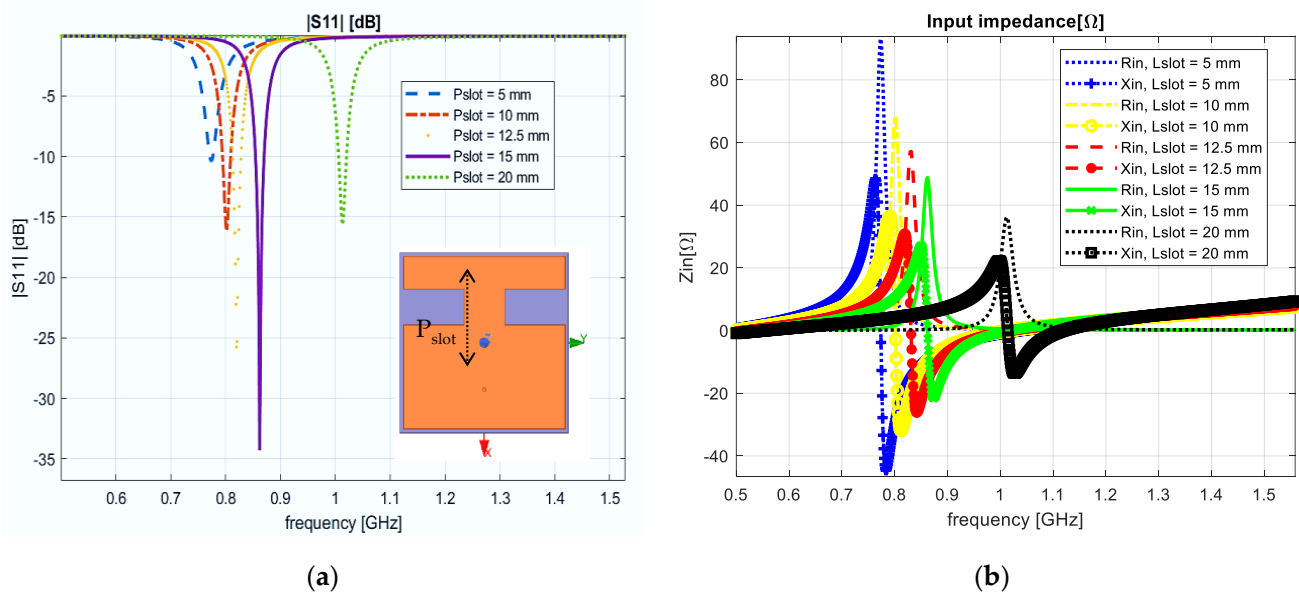 |S11| [dB]
-5
-10
-15
-20
-25
-30
-35
|S11| [dB]
0.6 0.7 0.8 0.9 1 1.1 1.2 1.3 1.4 1.5
frequency [GHz]
Pslot = 5 mm
Pslot = 10 mm
Pslot = 12.5 mm
Pslot = 15 mm
Pslot = 20 mm
Pslot
Y
X
(a)
Input impedance[Ω]
80
60
40
20
0
-20
-40
Zin[Ω]
0.5 0.6 0.7 0.8 0.9 1 1.1 1.2 1.3 1.4 1.5
frequency [GHz]
Rin, Lslot = 5 mm
Xin, Lslot = 5 mm
Rin, Lslot = 10 mm
Xin, Lslot = 10 mm
Rin, Lslot = 12.5 mm
Xin, Lslot = 12.5 mm
Rin, Lslot = 15 mm
Xin, Lslot = 15 mm
Rin, Lslot = 20 mm
Xin, Lslot = 20 mm
(b)